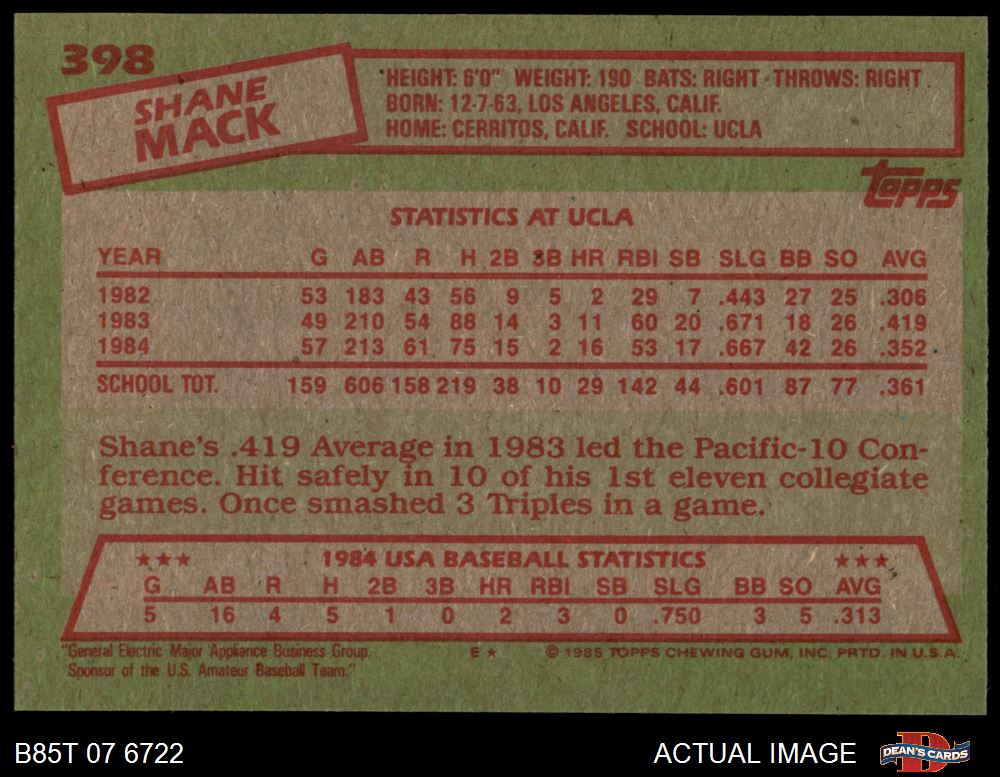 398
SHANE
MACK
HEIGHT: 6'0" WEIGHT: 190 BATS: RIGHT THROWS: RIGHT
BORN: 12-7-63, LOS ANGELES, CALIF.
HOME: CERRITOS, CALIF. SCHOOL: UCLA
topps
STATISTICS AT UCLA
YEAR G AB R H 2B 3B HR RBI SB SLG BB SO AVG
1982 53 183 43 56 9 5 2 29 7 .443 27 25 .306
1983 49 210 54 88 14 3 11 60 20 .671 18 26 .419
1984 57 213 61 75 15 2 16 53 17 .667 42 26 .352
SCHOOL TOT. 159 606 158 219 38 10 29 142 44 .601 87 77 .361
Shane's .419 Average in 1983 led the Pacific-10 Con-
ference. Hit safely in 10 of his 1st eleven collegiate
games. Once smashed 3 Triples in a game.
★★★ 1984 USA BASEBALL STATISTICS ★★★
G AB R H 2B 3B HR RBI SB SLG BB SO AVG
5 16 4 5 1 0 2 3 0 .750 3 5 .313
"General Electric Major Appliance Business Group.
Sponsor of the U.S. Amateur Baseball Team."
E★ © 1985 TOPPS CHEWING GUM, INC. PRTD. IN U.S.A.
B85T 07 6722
ACTUAL IMAGE
DEAN'S CARDS